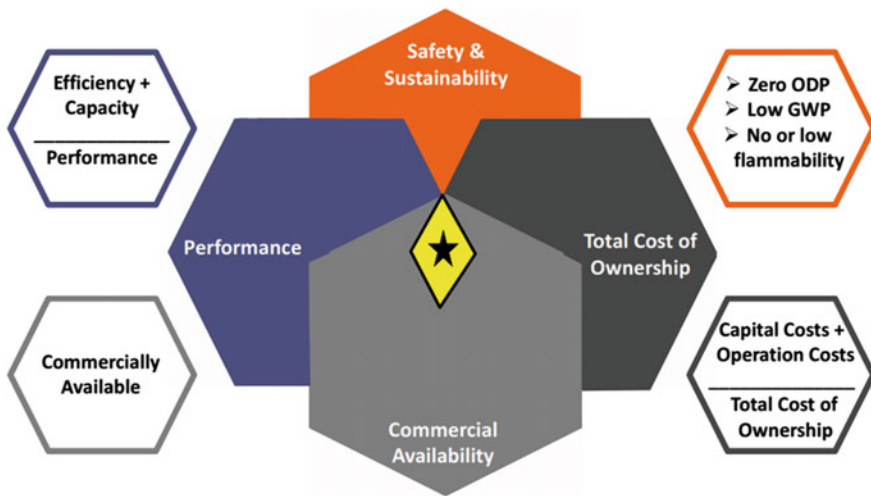 Efficiency +
Capacity
Performance
Safety &
Sustainability
➢ Zero ODP
➢ Low GWP
➢ No or low
flammability
Performance
Total Cost of
Ownership
Commercially
Available
Commercial
Availability
Capital Costs +
Operation Costs
Total Cost of
Ownership